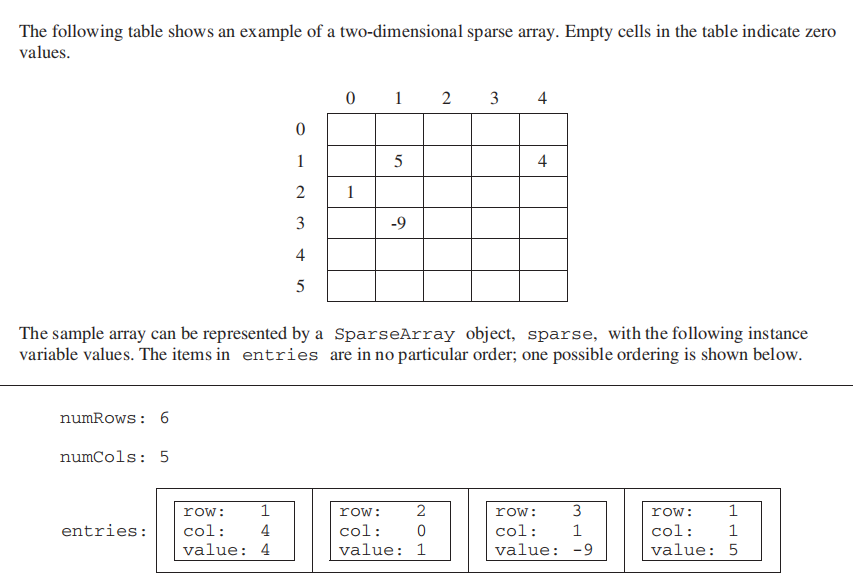 The following table shows an example of a two-dimensional sparse array. Empty cells in the table indicate zero
values.
0 1 2 3 4
0
1 5 4
2 1
3 -9
4
5
The sample array can be represented by a SparseArray object, sparse, with the following instance
variable values. The items in entries are in no particular order; one possible ordering is shown below.
numRows: 6
numCols: 5
row: 1 row: 2 row: 3 row: 1
entries: col: 4 col: 0 col: 1 col: 1
value: 4 value: 1 value: -9 value: 5